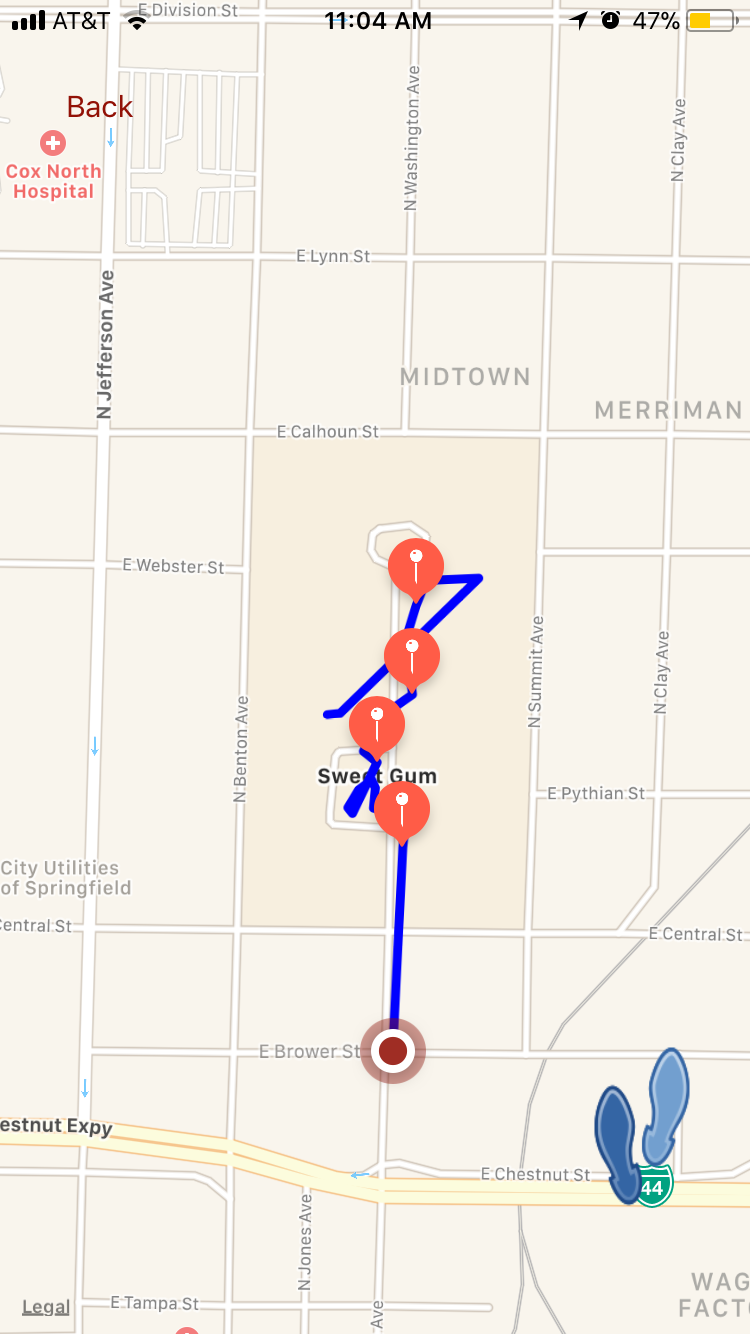 E Division St
AT&T
11:04 AM
47%
Back
Cox North
Hospital
N Washington Ave
N Clay Ave
E Lynn St
N Jefferson Ave
MIDTOWN
MERRIMAN
E Calhoun St
E Webster St
N Summit Ave
N Clay Ave
N Benton Ave
Sweet Gum
E Pythian St
City Utilities
of Springfield
Central St
E Central St
E Brower St
estnut Expy
E Chestnut St
44
N Jones Ave
WAG
FACT
E Tampa St
Ave
Legal